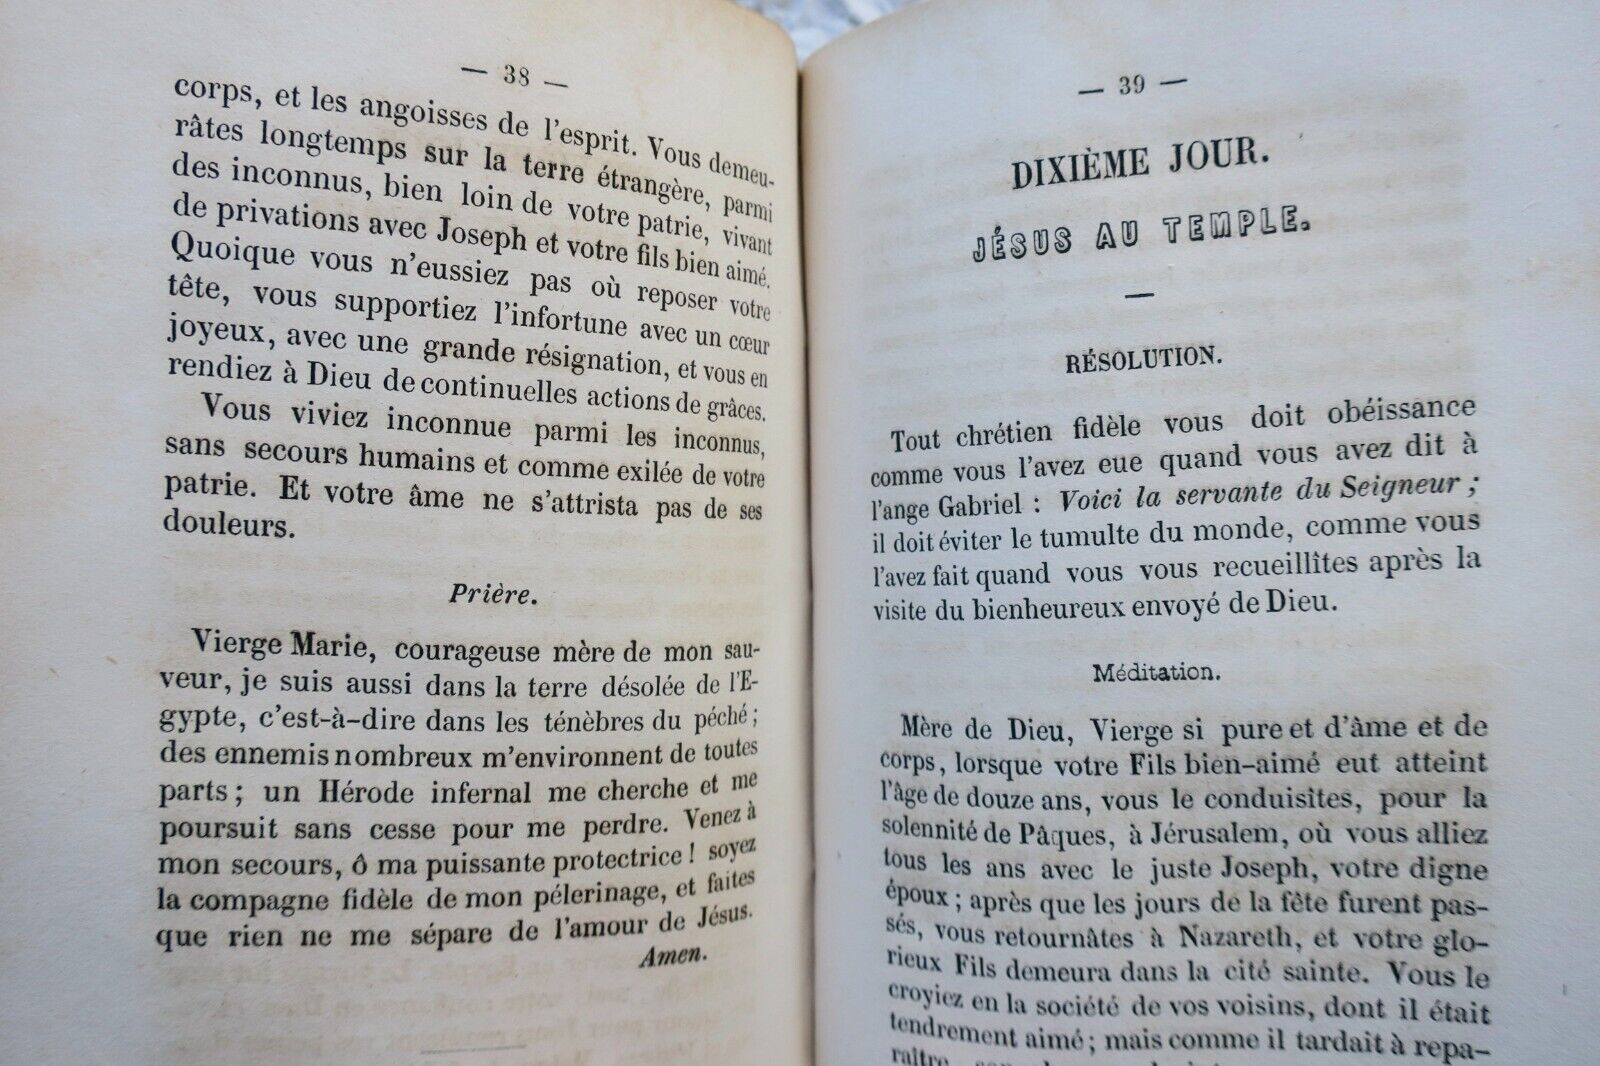 — 38 —
corps, et les angoisses de l'esprit. Vous demeu-
râtes longtemps sur la terre étrangère, parmi
des inconnus, bien loin de votre patrie, vivant
de privations avec Joseph et votre fils bien aimé.
Quoique vous n'eussiez pas où reposer votre
tête, vous supportiez l'infortune avec un cœur
joyeux, avec une grande résignation, et vous en
rendiez à Dieu de continuelles actions de grâces.
Vous viviez inconnue parmi les inconnus,
sans secours humains et comme exilée de votre
patrie. Et votre âme ne s'attrista pas de ses
douleurs.
Prière.
Vierge Marie, courageuse mère de mon sau-
veur, je suis aussi dans la terre désolée de l'E-
gypte, c'est-à-dire dans les ténèbres du péché ;
des ennemis nombreux m'environnent de toutes
parts ; un Hérode infernal me cherche et me
poursuit sans cesse pour me perdre. Venez à
mon secours, ô ma puissante protectrice ! soyez
la compagne fidèle de mon pélerinage, et faites
que rien ne me sépare de l'amour de Jésus.
Amen.
— 39 —
DIXIÈME JOUR.
JÉSUS AU TEMPLE.
—
RÉSOLUTION.
Tout chrétien fidèle vous doit obéissance
comme vous l'avez eue quand vous avez dit à
l'ange Gabriel : Voici la servante du Seigneur ;
il doit éviter le tumulte du monde, comme vous
l'avez fait quand vous vous recueillîtes après la
visite du bienheureux envoyé de Dieu.
Méditation.
Mère de Dieu, Vierge si pure et d'âme et de
corps, lorsque votre Fils bien-aimé eut atteint
l'âge de douze ans, vous le conduisîtes, pour la
solennité de Pâques, à Jérusalem, où vous alliez
tous les ans avec le juste Joseph, votre digne
époux ; après que les jours de la fête furent pas-
sés, vous retournâtes à Nazareth, et votre glo-
rieux Fils demeura dans la cité sainte. Vous le
croyiez en la société de vos voisins, dont il était
tendrement aimé ; mais comme il tardait à repa-
raître